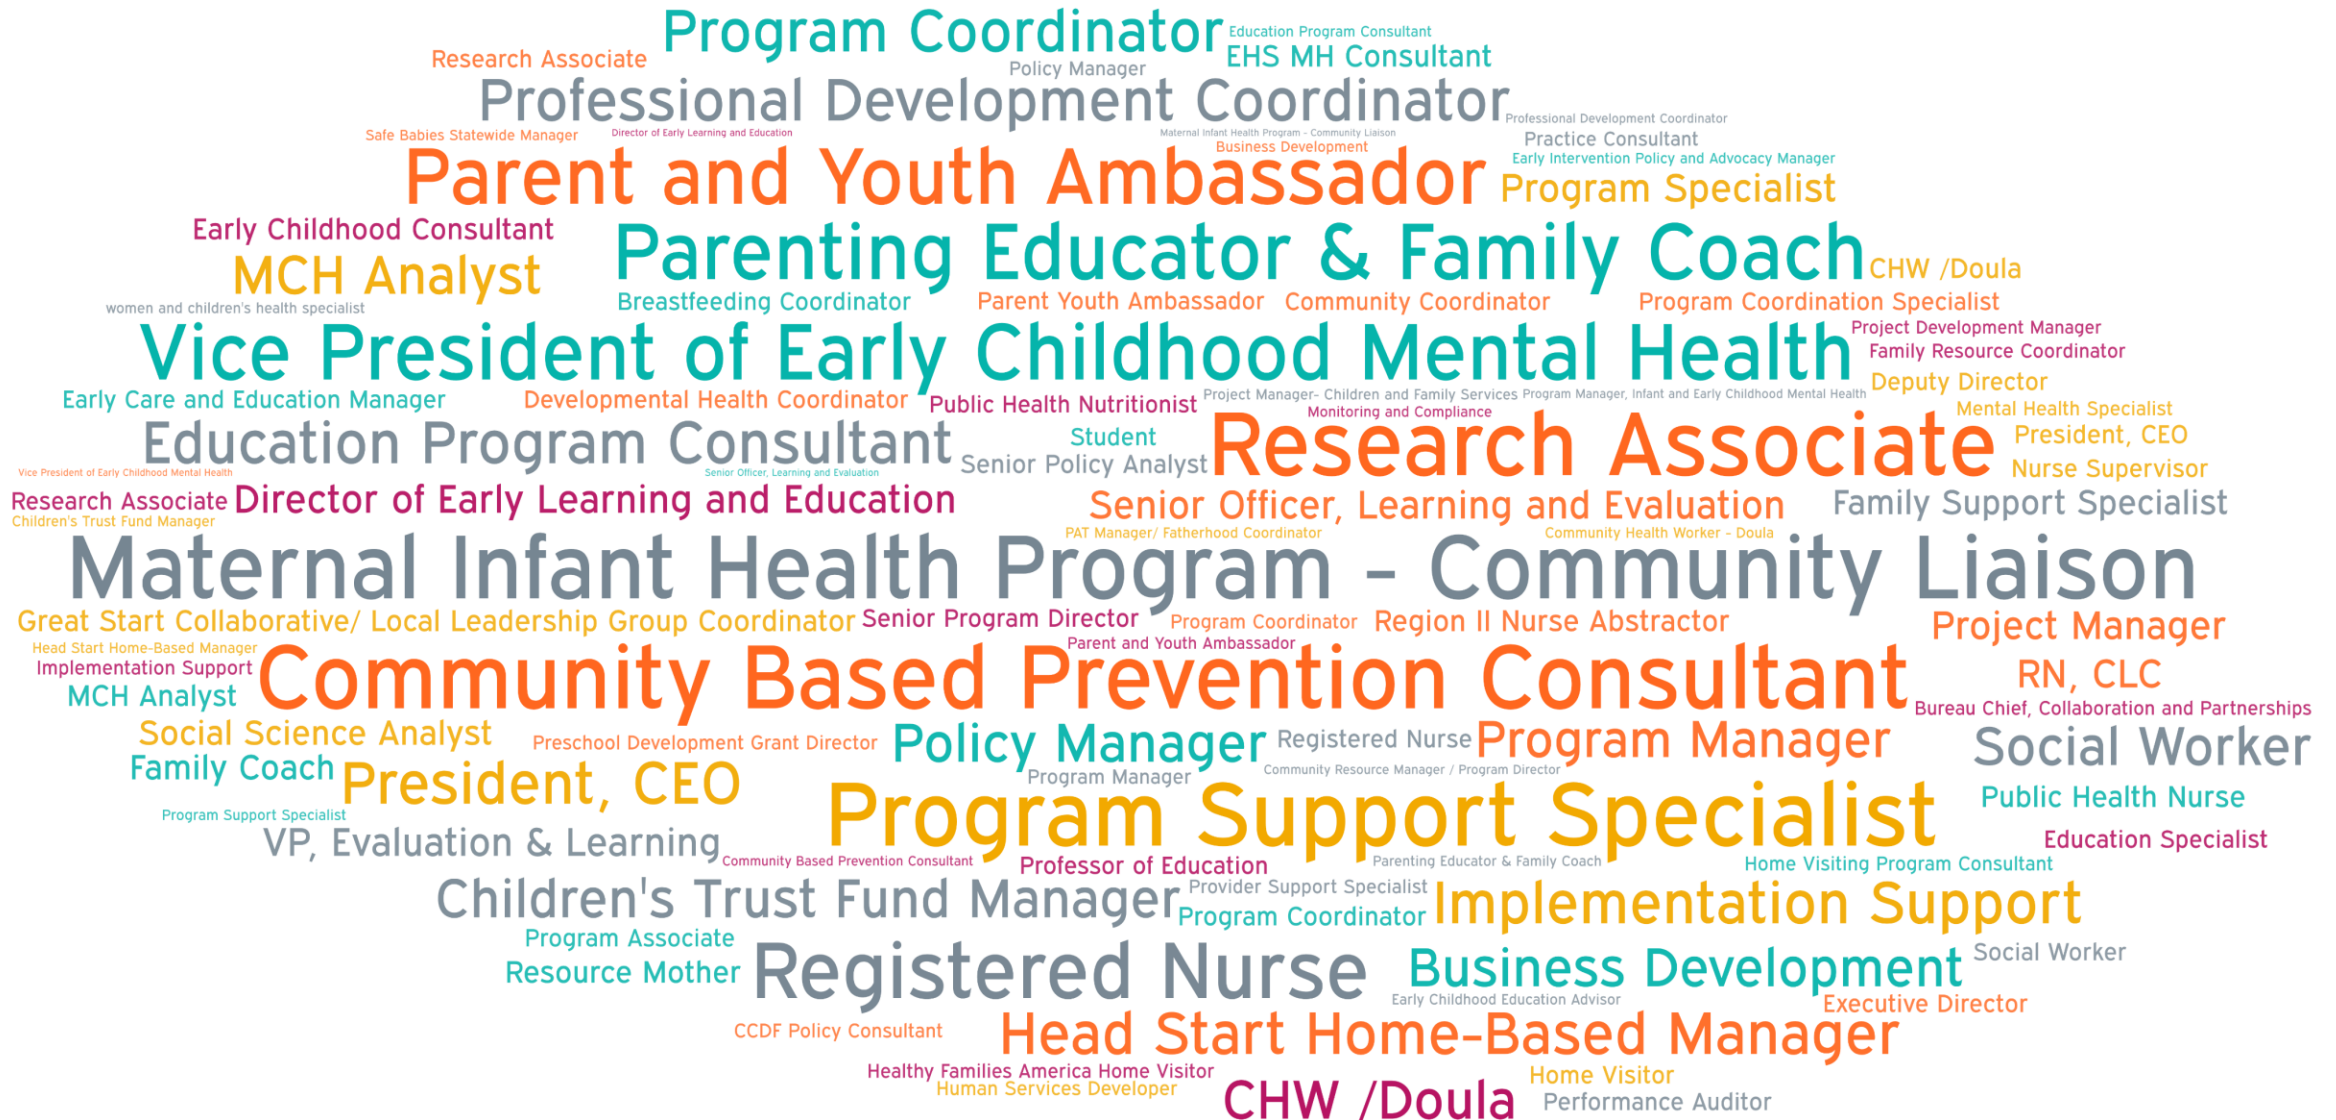 Program Coordinator
Education Program Consultant
Research Associate
EHS MH Consultant
Policy Manager
Professional Development Coordinator
Professional Development Coordinator
Safe Babies Statewide Manager
Director of Early Learning and Education
Maternal Infant Health Program - Community Liaison
Practice Consultant
Business Development
Early Intervention Policy and Advocacy Manager
Parent and Youth Ambassador
Program Specialist
Early Childhood Consultant
Parenting Educator & Family Coach
MCH Analyst
CHW /Doula
women and children's health specialist
Breastfeeding Coordinator
Parent Youth Ambassador
Community Coordinator
Program Coordination Specialist
Vice President of Early Childhood Mental Health
Project Development Manager
Family Resource Coordinator
Deputy Director
Early Care and Education Manager
Developmental Health Coordinator
Public Health Nutritionist
Project Manager- Children and Family Services
Program Manager, Infant and Early Childhood Mental Health
Monitoring and Compliance
Mental Health Specialist
Education Program Consultant
Student
Research Associate
President, CEO
Senior Policy Analyst
Nurse Supervisor
Vice President of Early Childhood Mental Health
Senior Officer, Learning and Evaluation
Research Associate
Director of Early Learning and Education
Senior Officer, Learning and Evaluation
Family Support Specialist
Children's Trust Fund Manager
PAT Manager/ Fatherhood Coordinator
Community Health Worker - Doula
Maternal Infant Health Program - Community Liaison
Great Start Collaborative/ Local Leadership Group Coordinator
Senior Program Director
Program Coordinator
Region II Nurse Abstractor
Project Manager
Head Start Home-Based Manager
Parent and Youth Ambassador
Implementation Support
Community Based Prevention Consultant
RN, CLC
MCH Analyst
Bureau Chief, Collaboration and Partnerships
Social Science Analyst
Preschool Development Grant Director
Policy Manager
Registered Nurse
Program Manager
Social Worker
Family Coach
President, CEO
Program Manager
Community Resource Manager / Program Director
Public Health Nurse
Program Support Specialist
Program Support Specialist
VP, Evaluation & Learning
Education Specialist
Community Based Prevention Consultant
Professor of Education
Parenting Educator & Family Coach
Home Visiting Program Consultant
Children's Trust Fund Manager
Provider Support Specialist
Program Coordinator
Implementation Support
Program Associate
Resource Mother
Registered Nurse
Business Development
Social Worker
Early Childhood Education Advisor
Executive Director
CCDF Policy Consultant
Head Start Home-Based Manager
Healthy Families America Home Visitor
Home Visitor
Human Services Developer
CHW /Doula
Performance Auditor